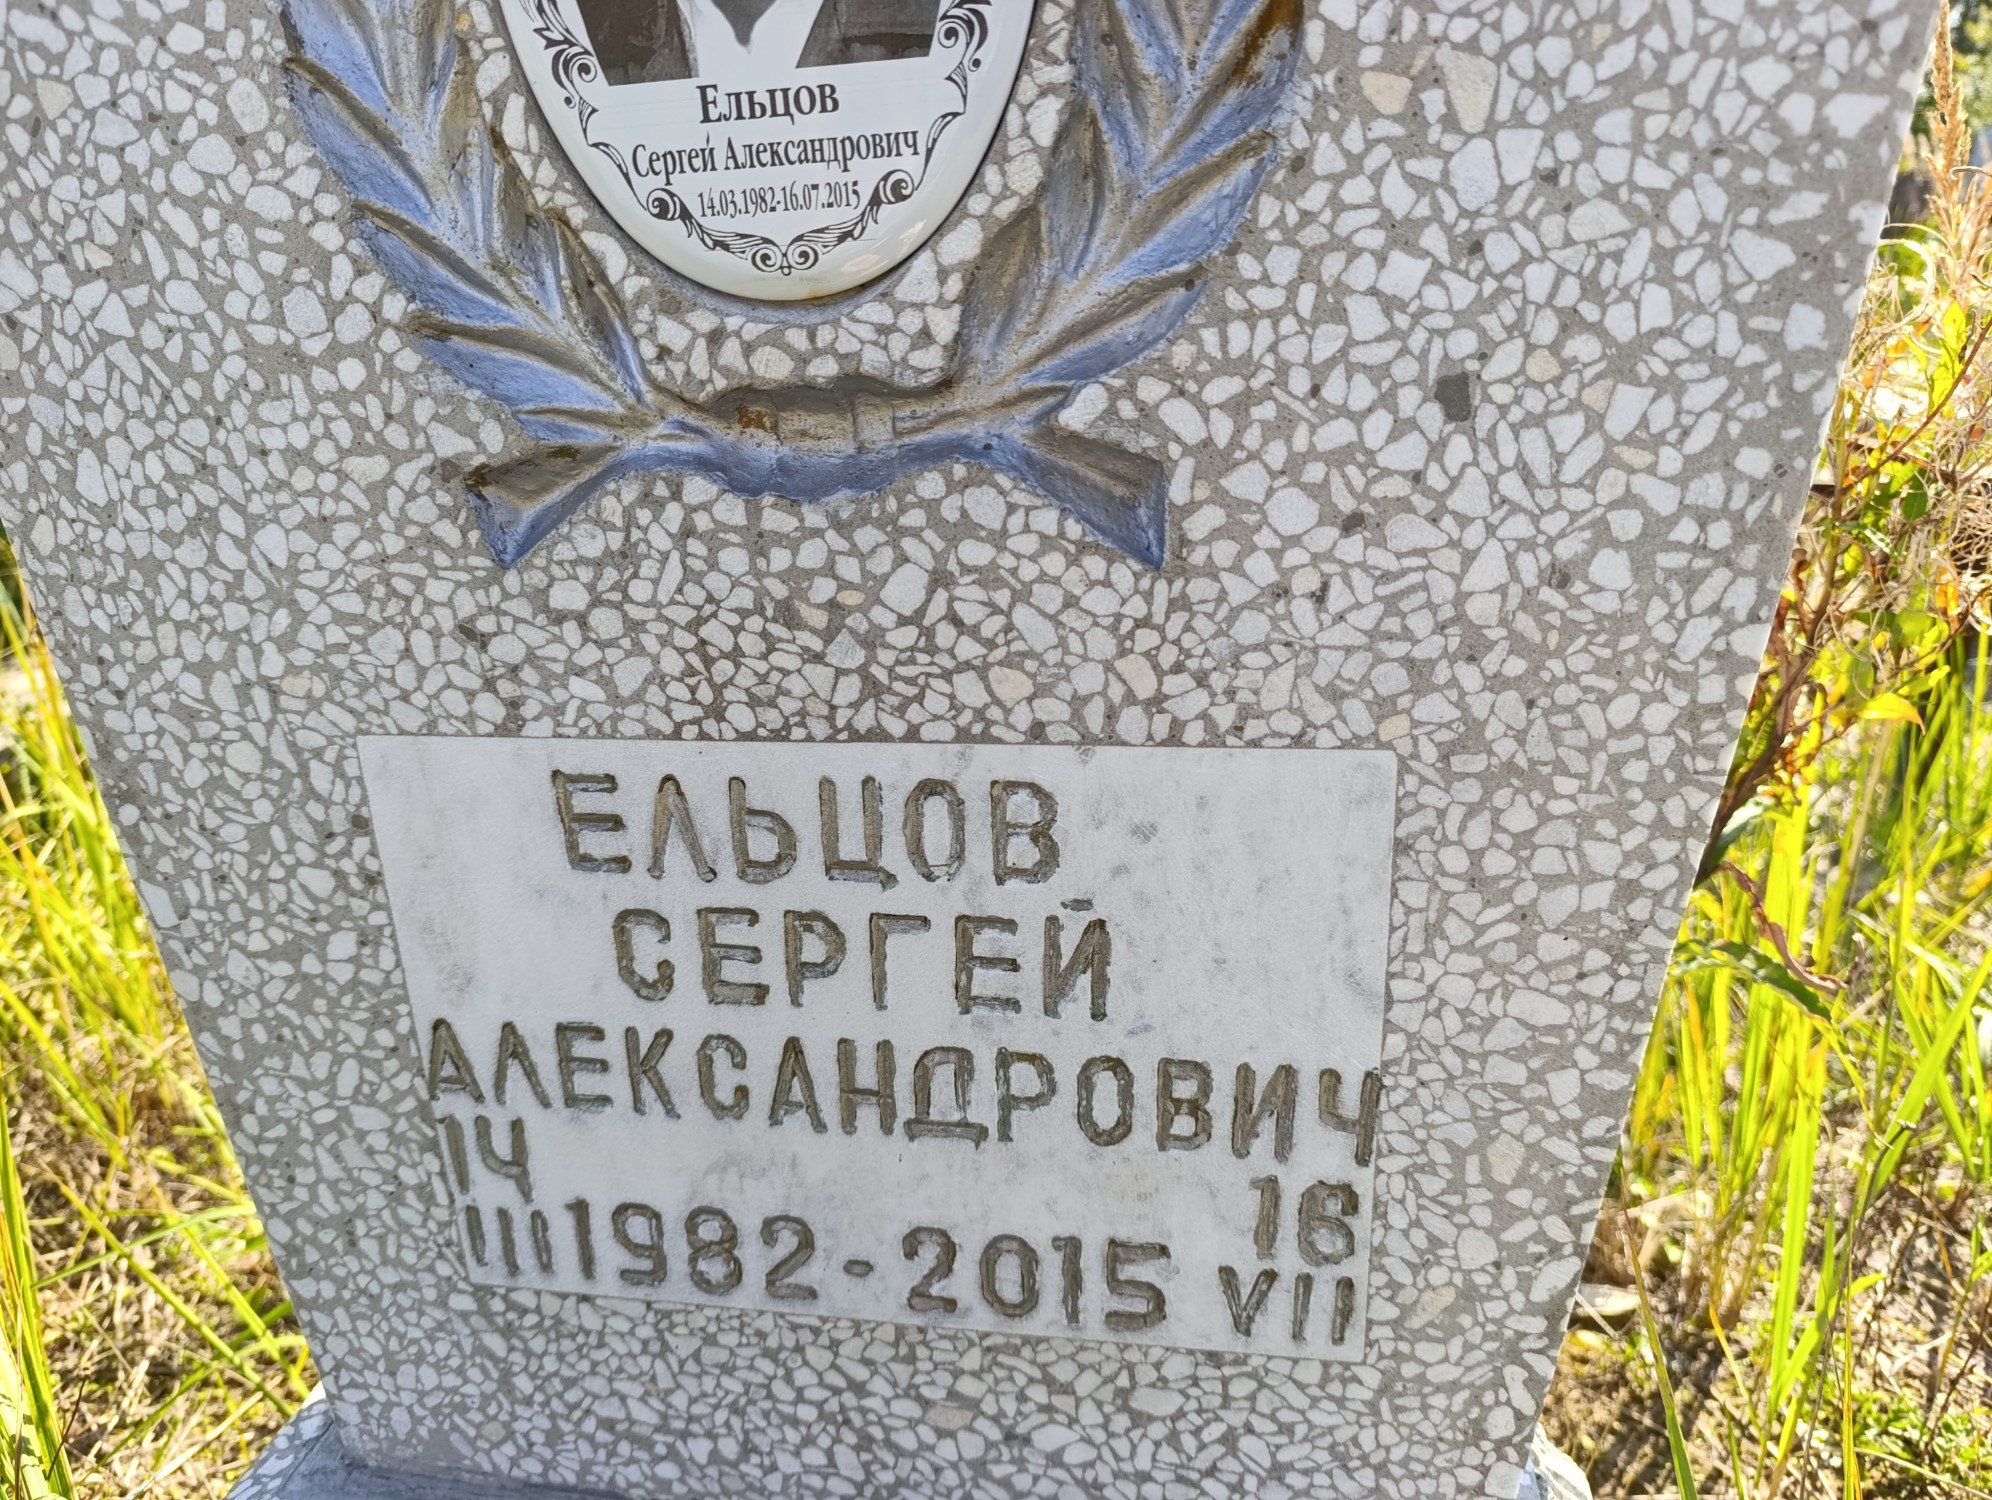 Ельцов
Сергей Александрович
14.03.1982-16.07.2015
ЕЛЬЦОВ
СЕРГЕЙ
АЛЕКСАНДРОВИЧ
14 16
III 1982-2015 VII